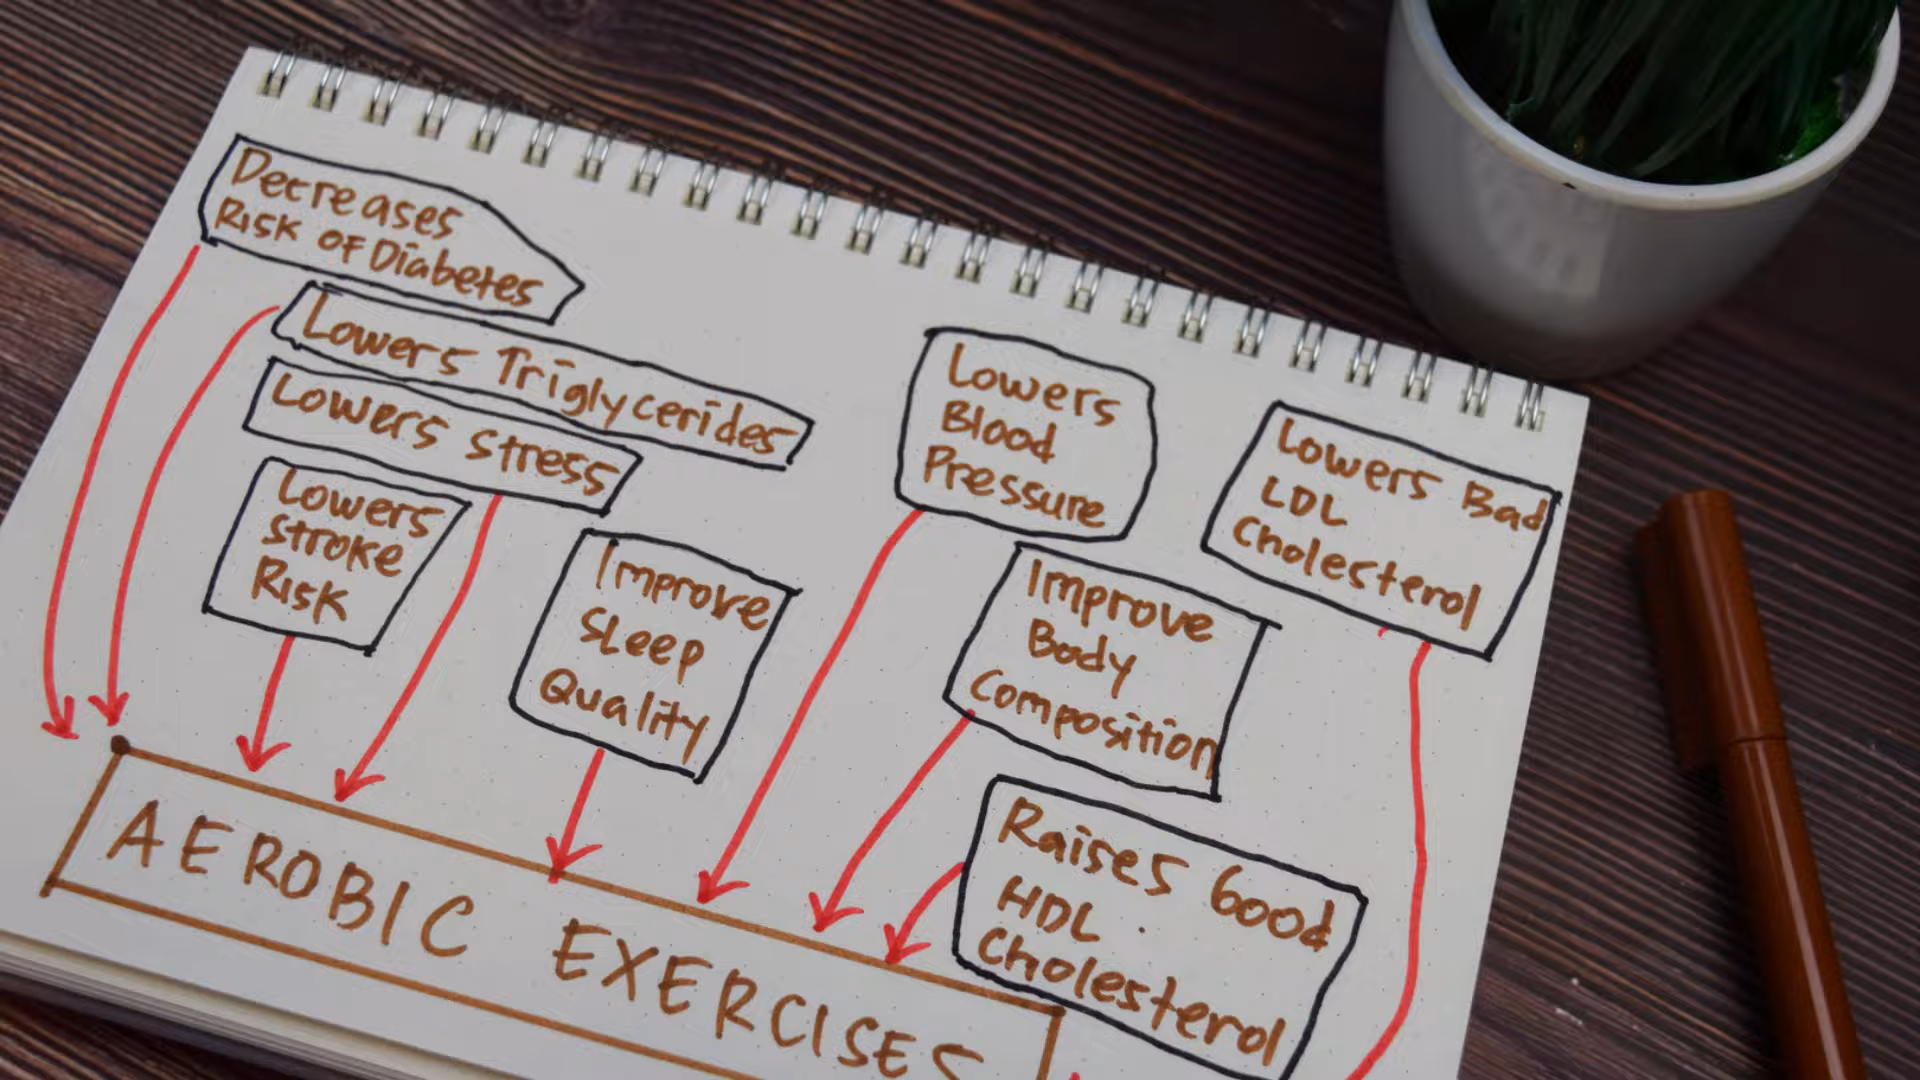 Decreases
Risk of Diabetes
Lowers Triglycerides
Lowers Stress
Lowers
Stroke
Risk
Improve
Sleep
Quality
Lowers
Blood
Pressure
Improve
Body
Composition
Lowers Bad
LDL
Cholesterol
Raises Good
HDL
Cholesterol
AEROBIC EXERCISES